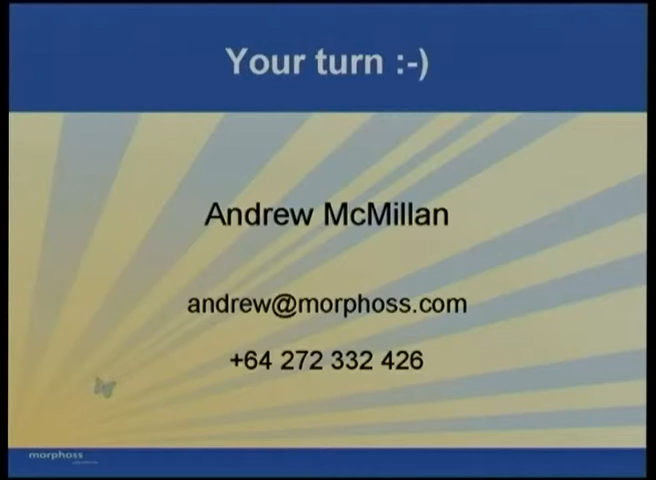 Your turn :-)
Andrew McMillan
andrew@morphoss.com
+64 272 332 426
morphoss